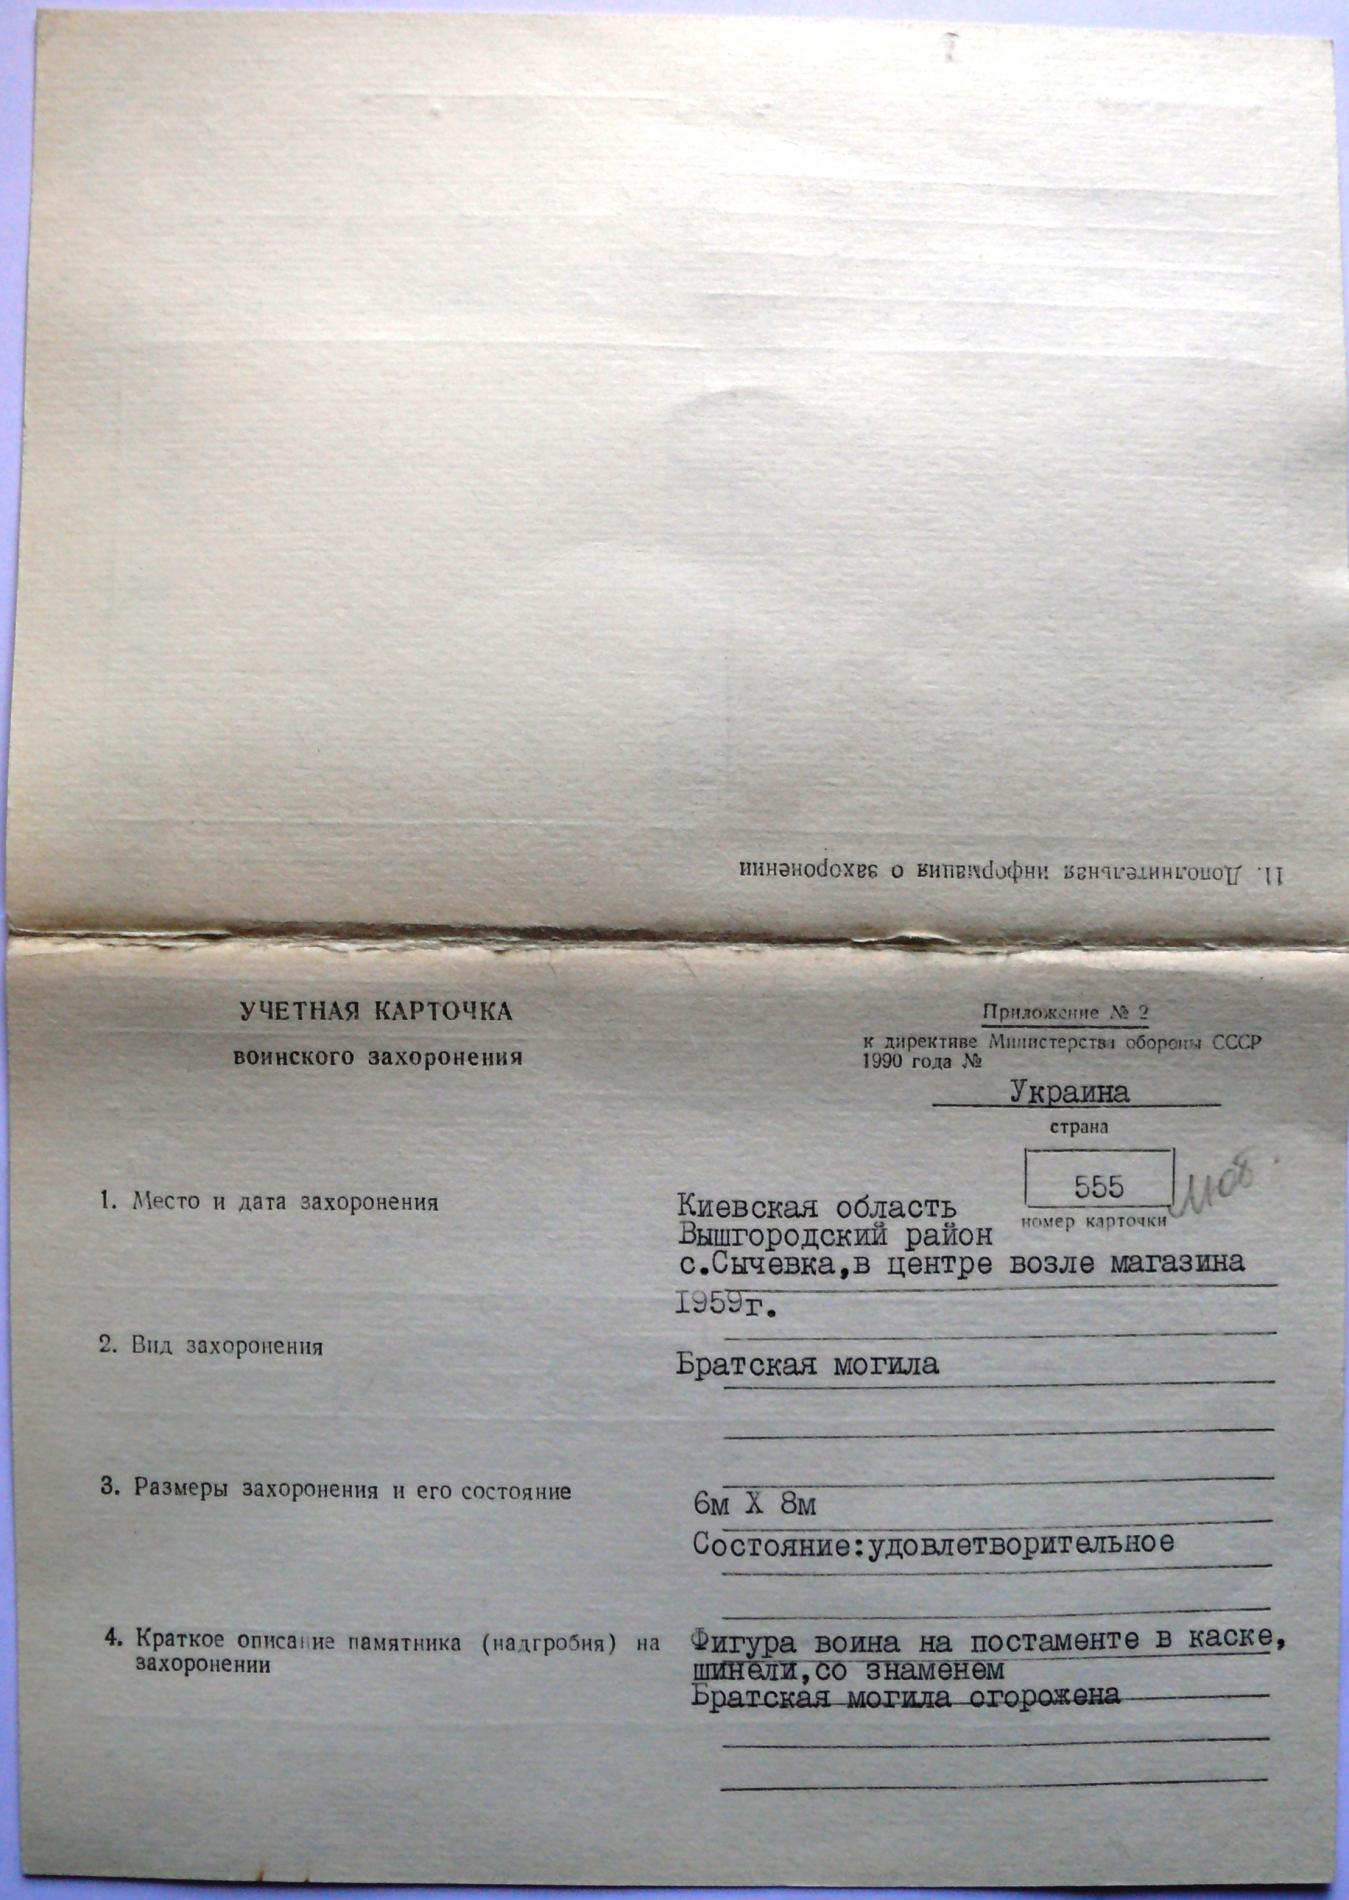 11. Дополнительная информация о захоронении
УЧЕТНАЯ КАРТОЧКА
воинского захоронения
Приложение № 2
к директиве Министерства обороны СССР
1990 года №
Украина
страна
555
номер карточки
1. Место и дата захоронения
Киевская область
Вышгородский район
с.Сычевка,в центре возле магазина
1959г.
2. Вид захоронения
Братская могила
3. Размеры захоронения и его состояние
6м X 8м
Состояние:удовлетворительное
4. Краткое описание памятника (надгробия) на
захоронении
Фигура воина на постаменте в каске,
шинели,со знаменем
Братская могила огорожена